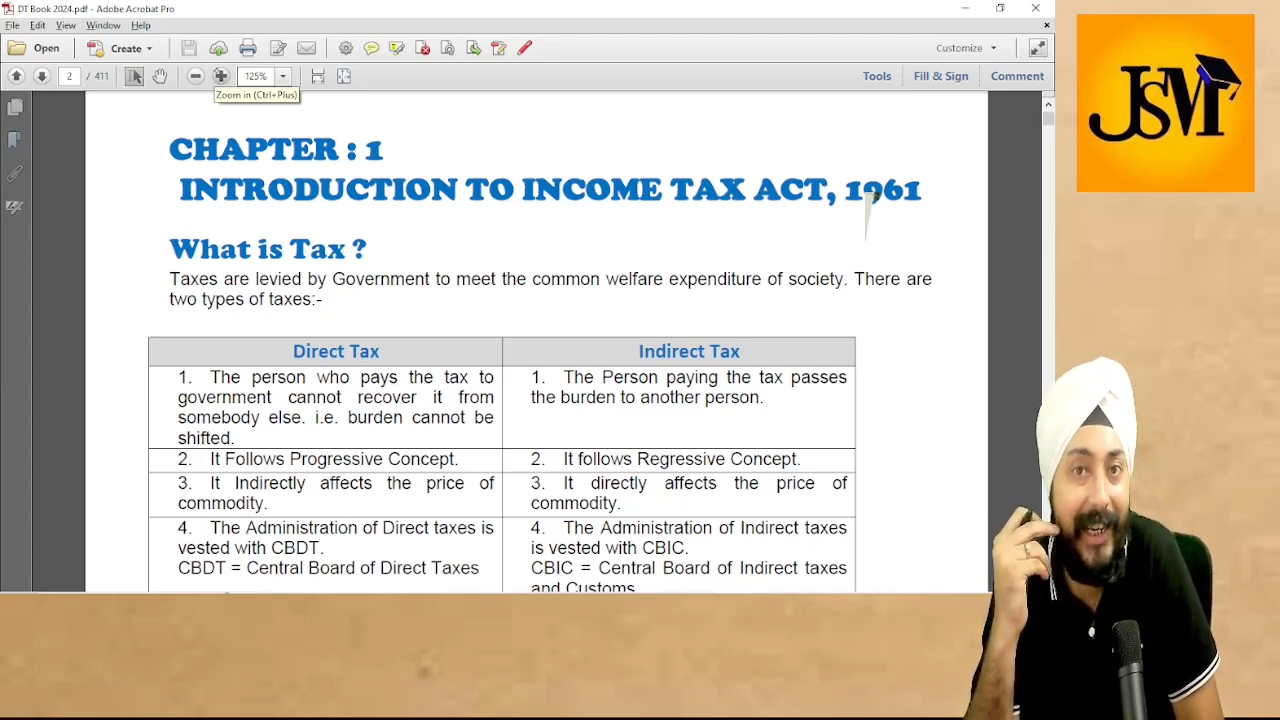 DT Book 2024.pdf - Adobe Acrobat Pro
File Edit View Window Help
Open Create Customize
2 / 411 125% Tools Fill & Sign Comment
Zoom in (Ctrl+Plus)
JSM
CHAPTER : 1
INTRODUCTION TO INCOME TAX ACT, 1961
What is Tax ?
Taxes are levied by Government to meet the common welfare expenditure of society. There are
two types of taxes:-
Direct Tax
1. The person who pays the tax to
government cannot recover it from
somebody else. i.e. burden cannot be
shifted.
Indirect Tax
1. The Person paying the tax passes
the burden to another person.
2. It Follows Progressive Concept.
2. It follows Regressive Concept.
3. It Indirectly affects the price of
commodity.
3. It directly affects the price of
commodity.
4. The Administration of Direct taxes is
vested with CBDT.
CBDT = Central Board of Direct Taxes
4. The Administration of Indirect taxes
is vested with CBIC.
CBIC = Central Board of Indirect taxes
and Customs